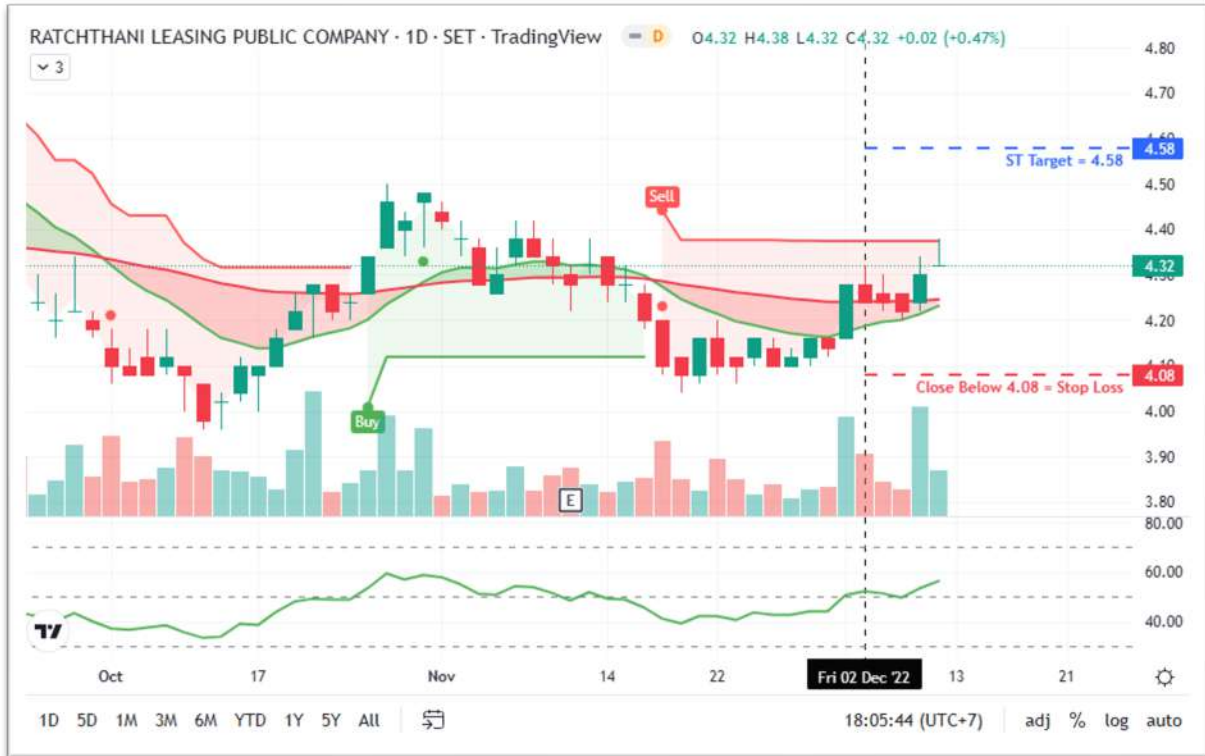 RATCHTHANI LEASING PUBLIC COMPANY · 1D · SET · TradingView D O4.32 H4.38 L4.32 C4.32 +0.02 (+0.47%)
3
4.80
4.70
4.60
4.58
ST Target = 4.58
4.50
Sell
4.40
4.32
4.30
4.20
4.10
4.08
Close Below 4.08 = Stop Loss
4.00
Buy
3.90
E
3.80
80.00
60.00
40.00
Oct 17 Nov 14 22 Fri 02 Dec '22 13 21
1D 5D 1M 3M 6M YTD 1Y 5Y All 18:05:44 (UTC+7) adj % log auto